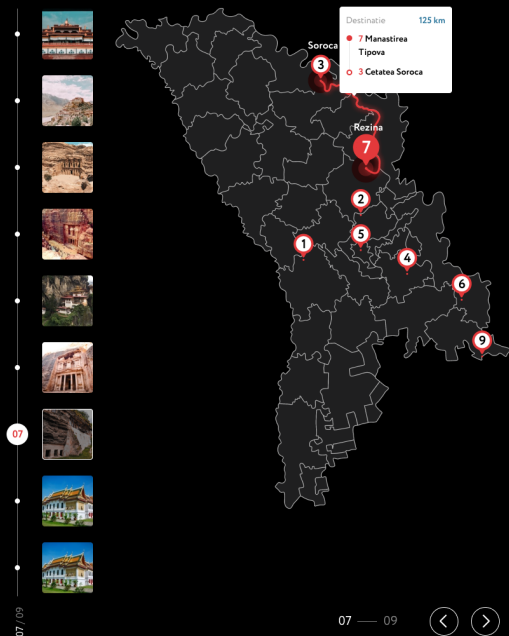 Destinatie 125 km
7 Manastirea
Tipova
3 Cetatea Soroca
Soroca
3
Rezina
7
2
5
1
4
6
9
07
07 / 09
07 — 09